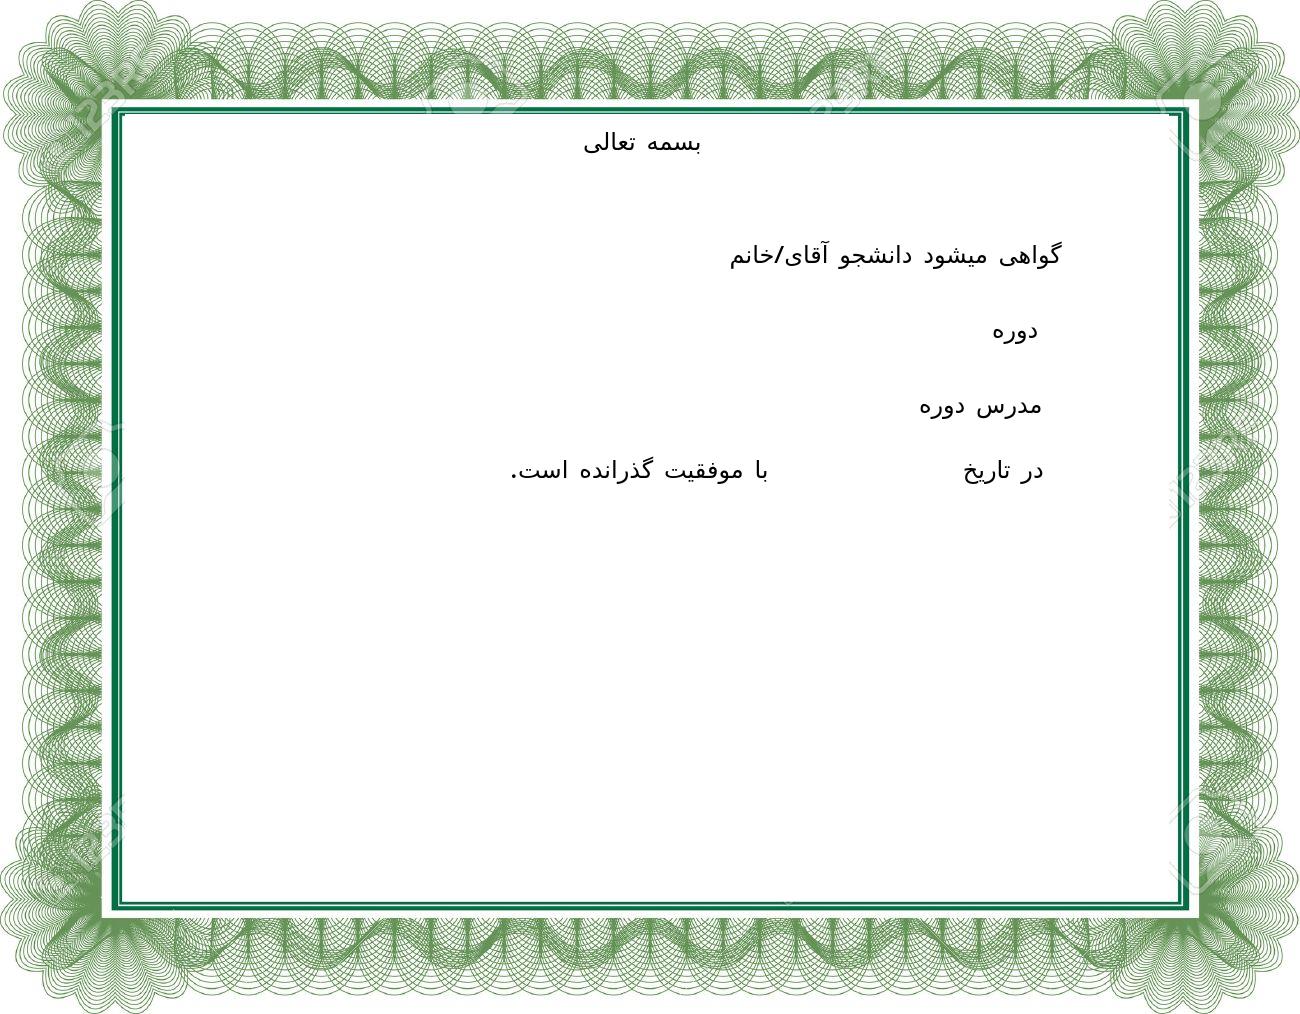 بسمه تعالی
گواهی میشود دانشجو آقای/خانم
دوره
مدرس دوره
در تاریخ با موفقیت گذرانده است.